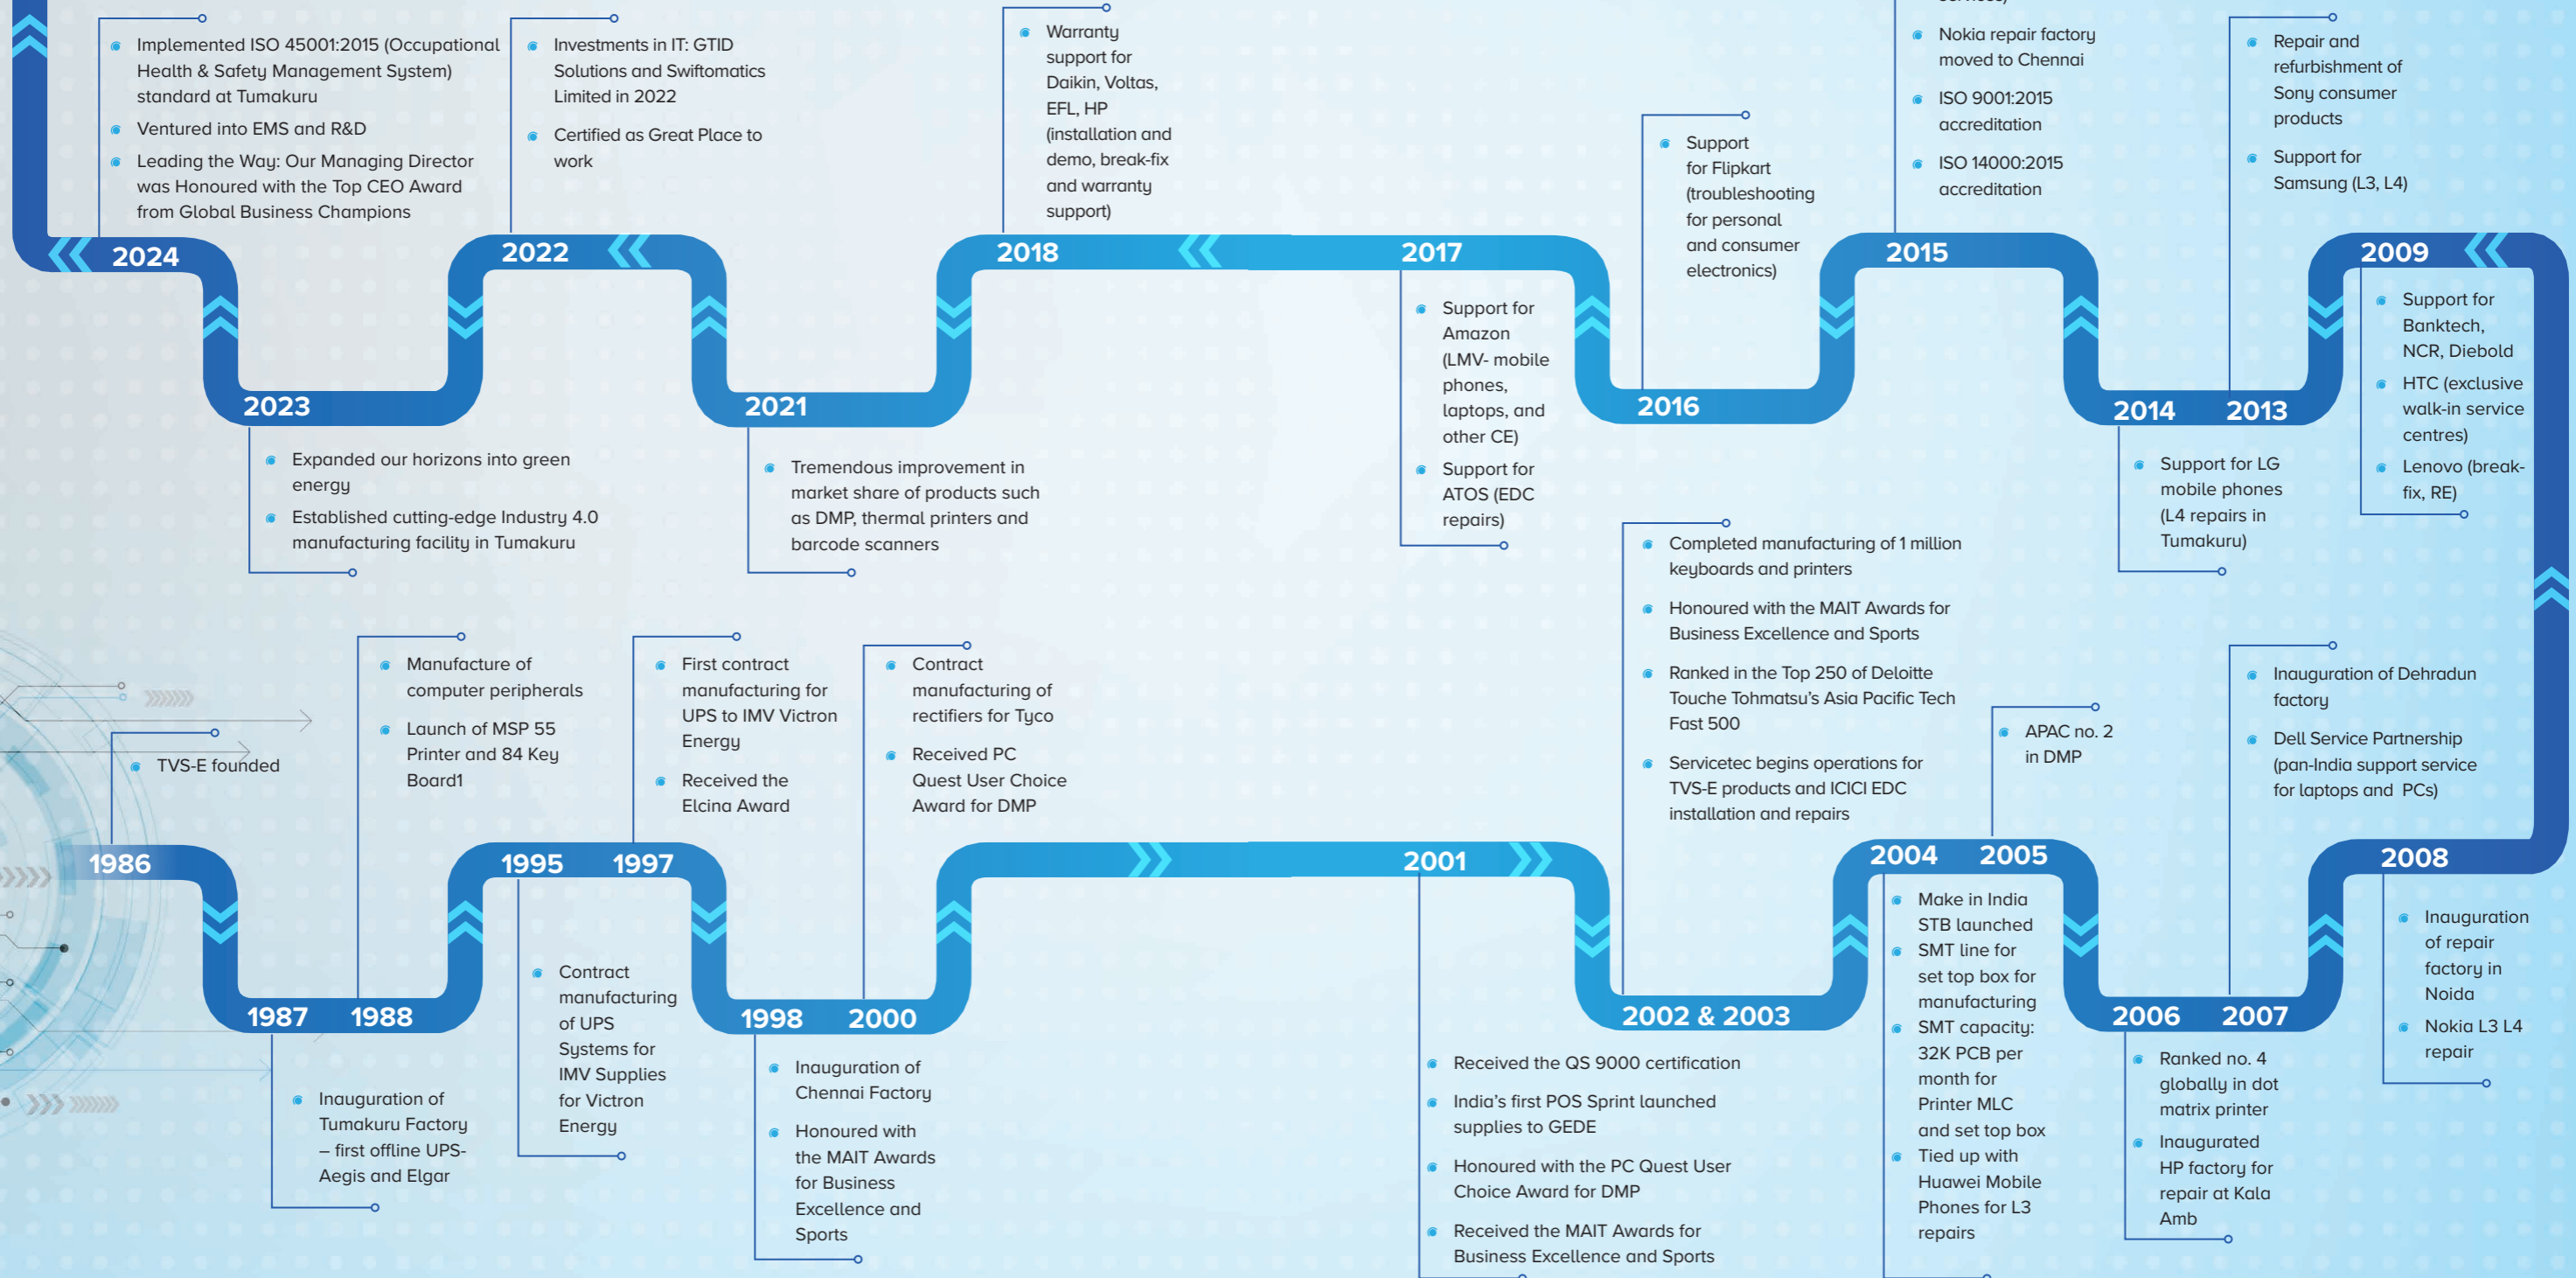 Implemented ISO 45001:2015 (Occupational
Health & Safety Management System)
standard at Tumakuru
Ventured into EMS and R&D
Leading the Way: Our Managing Director
was Honoured with the Top CEO Award
from Global Business Champions
2024
Investments in IT: GTID
Solutions and Swiftomatics
Limited in 2022
Certified as Great Place to
work
2022
Warranty
support for
Daikin, Voltas,
EFL, HP
(installation and
demo, break-fix
and warranty
support)
2018
2017
Support for
Amazon
(LMV- mobile
phones,
laptops, and
other CE)
Support for
ATOS (EDC
repairs)
Support
for Flipkart
(troubleshooting
for personal
and consumer
electronics)
2016
Nokia repair factory
moved to Chennai
ISO 9001:2015
accreditation
ISO 14000:2015
accreditation
2015
Repair and
refurbishment of
Sony consumer
products
Support for
Samsung (L3, L4)
2014
2013
Support for LG
mobile phones
(L4 repairs in
Tumakuru)
2009
Support for
Banktech,
NCR, Diebold
HTC (exclusive
walk-in service
centres)
Lenovo (break-
fix, RE)
2023
Expanded our horizons into green
energy
Established cutting-edge Industry 4.0
manufacturing facility in Tumakuru
2021
Tremendous improvement in
market share of products such
as DMP, thermal printers and
barcode scanners
TVS-E founded
1986
1987
Inauguration of
Tumakuru Factory
– first offline UPS-
Aegis and Elgar
Manufacture of
computer peripherals
Launch of MSP 55
Printer and 84 Key
Board1
1988
1995
Contract
manufacturing
of UPS
Systems for
IMV Supplies
for Victron
Energy
First contract
manufacturing for
UPS to IMV Victron
Energy
Received the
Elcina Award
1997
1998
Inauguration of
Chennai Factory
Honoured with
the MAIT Awards
for Business
Excellence and
Sports
Contract
manufacturing of
rectifiers for Tyco
Received PC
Quest User Choice
Award for DMP
2000
2001
Received the QS 9000 certification
India’s first POS Sprint launched
supplies to GEDE
Honoured with the PC Quest User
Choice Award for DMP
Received the MAIT Awards for
Business Excellence and Sports
Completed manufacturing of 1 million
keyboards and printers
Honoured with the MAIT Awards for
Business Excellence and Sports
Ranked in the Top 250 of Deloitte
Touche Tohmatsu’s Asia Pacific Tech
Fast 500
Servicetec begins operations for
TVS-E products and ICICI EDC
installation and repairs
2002 & 2003
2004
Make in India
STB launched
SMT line for
set top box for
manufacturing
SMT capacity:
32K PCB per
month for
Printer MLC
and set top box
Tied up with
Huawei Mobile
Phones for L3
repairs
APAC no. 2
in DMP
2005
2006
Ranked no. 4
globally in dot
matrix printer
Inaugurated
HP factory for
repair at Kala
Amb
Inauguration of Dehradun
factory
Dell Service Partnership
(pan-India support service
for laptops and PCs)
2007
2008
Inauguration
of repair
factory in
Noida
Nokia L3 L4
repair